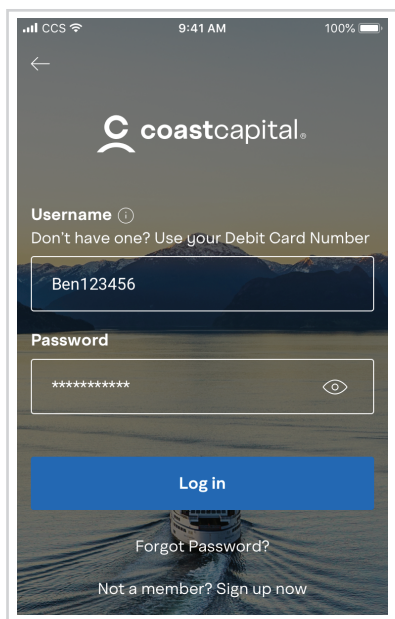 CCS 9:41 AM 100%
coastcapital®
Username
Don't have one? Use your Debit Card Number
Ben123456
Password
***********
Log in
Forgot Password?
Not a member? Sign up now